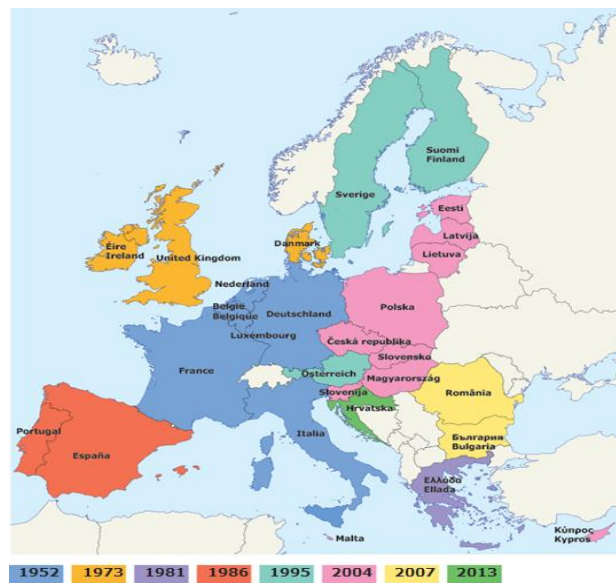 Suomi
Finland
Sverige
Eesti
Latvija
Lietuva
Danmark
Éire
Ireland
United Kingdom
Nederland
België
Belgique
Luxembourg
Deutschland
Polska
Česká republika
Slovensko
Österreich
Magyarország
Slovenija
Hrvatska
România
България
Bulgaria
France
Italia
Portugal
España
Ελλάδα
Ellada
Malta
Κύπρος
Kypros
1952 1973 1981 1986 1995 2004 2007 2013